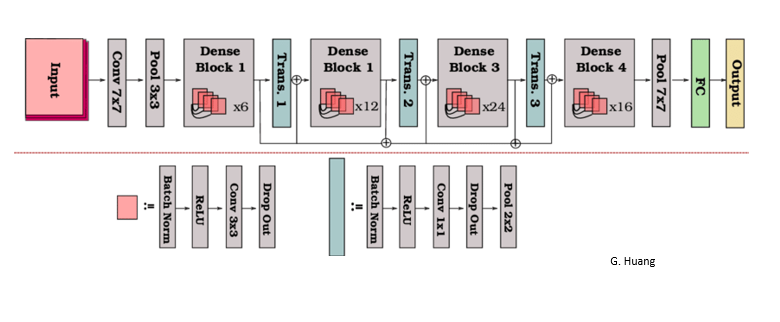 Input
Conv 7x7
Pool 3x3
Dense
Block 1
x6
Trans. 1
Dense
Block 1
x12
Trans. 2
Dense
Block 3
x24
Trans. 3
Dense
Block 4
x16
Pool 7x7
FC
Output
:=
Batch Norm
ReLU
Conv 3x3
Drop Out
:=
Batch Norm
ReLU
Conv 1x1
Drop Out
Pool 2x2
G. Huang